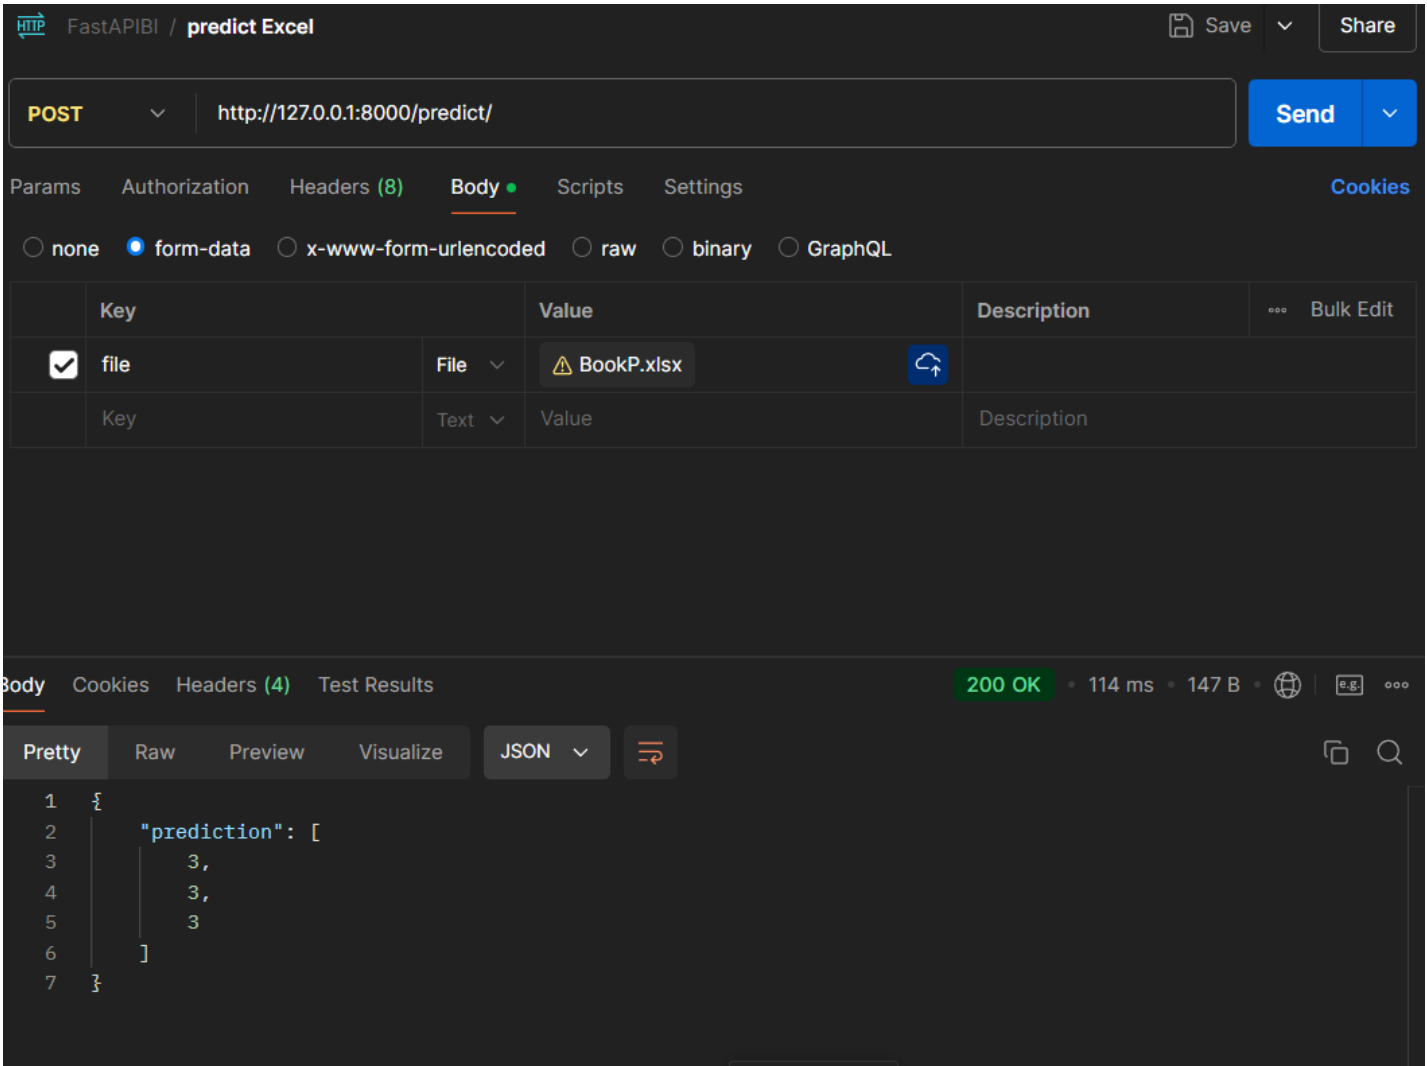 HTTP FastAPIBI / predict Excel Save Share
POST http://127.0.0.1:8000/predict/ Send
Params Authorization Headers (8) Body Scripts Settings Cookies
none form-data x-www-form-urlencoded raw binary GraphQL
Key Value Description Bulk Edit
file File BookP.xlsx
Key Text Value Description
Body Cookies Headers (4) Test Results 200 OK 114 ms 147 B e.g.
Pretty Raw Preview Visualize JSON
1 {
2 "prediction": [
3 3,
4 3,
5 3
6 ]
7 }